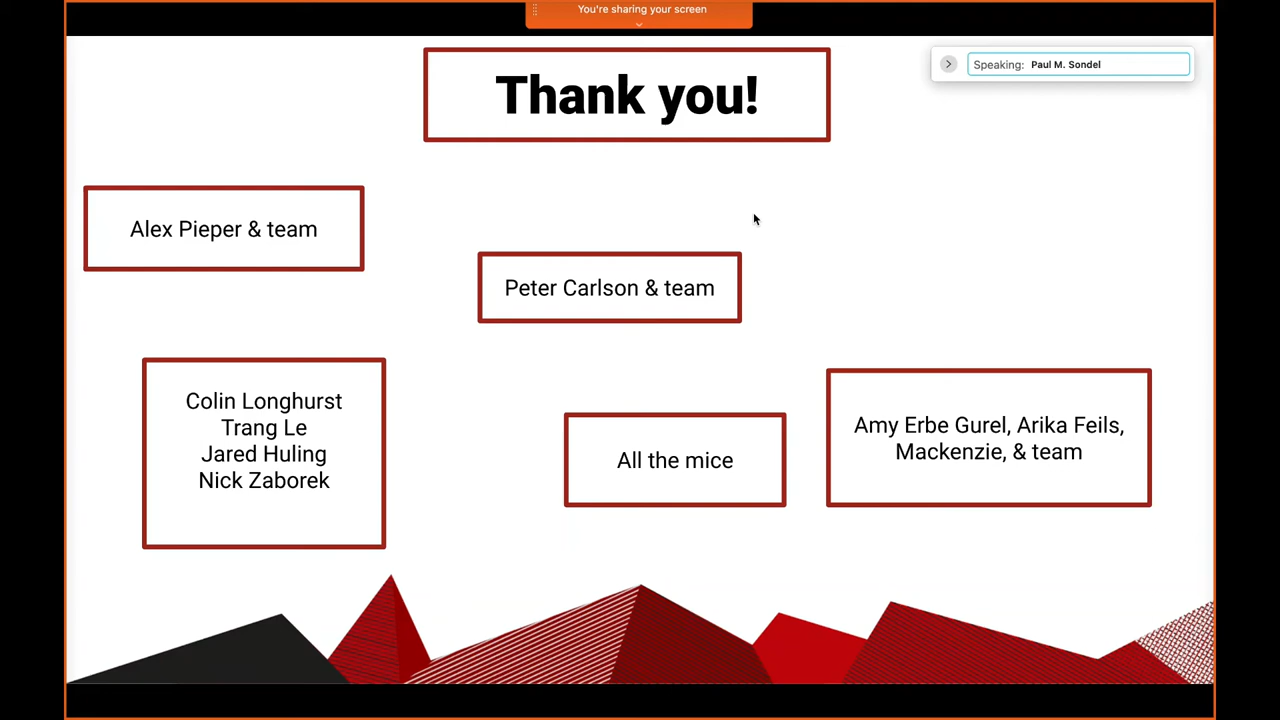 You're sharing your screen
Thank you!
Speaking: Paul M. Sondel
Alex Pieper & team
Peter Carlson & team
Colin Longhurst
Trang Le
Jared Huling
Nick Zaborek
All the mice
Amy Erbe Gurel, Arika Feils,
Mackenzie, & team